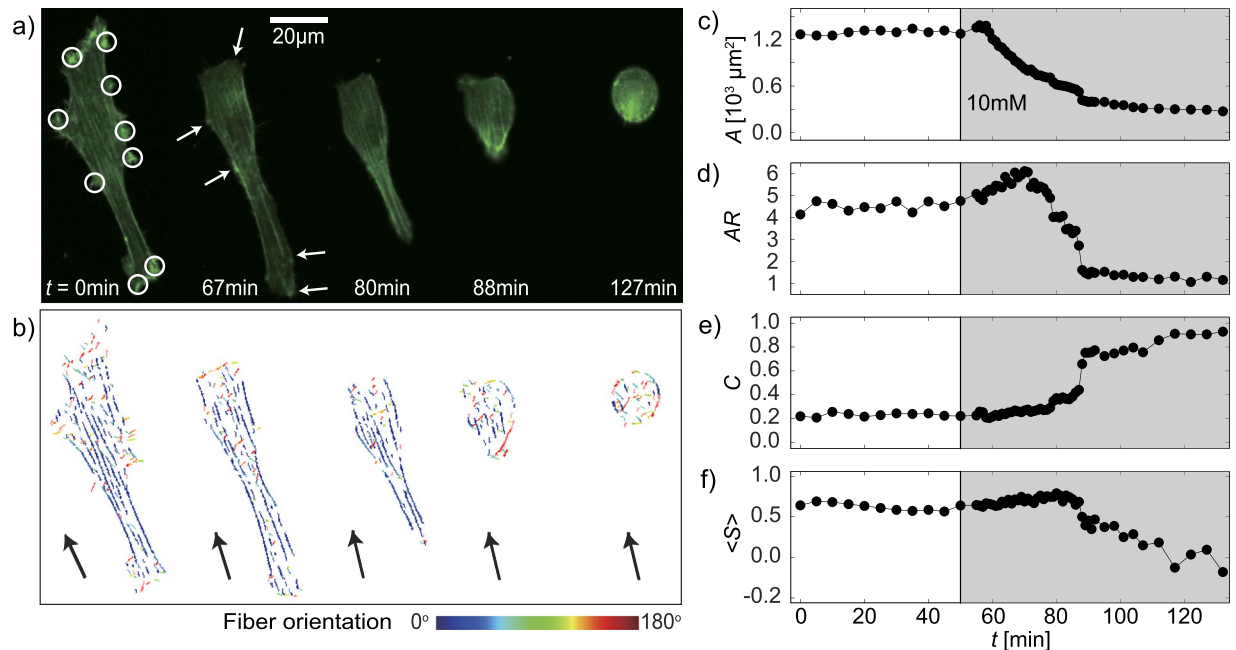 a)
20μm
t = 0min 67min 80min 88min 127min
b)
Fiber orientation 0° 180°
c)
A [10³ μm²]
1.2
0.6
0.0
10mM
d)
AR
6
5
4
3
2
1
e)
C
1.0
0.8
0.6
0.4
0.2
0.0
f)
<S>
1.0
0.5
0.0
-0.2
0 20 40 60 80 100 120
t [min]